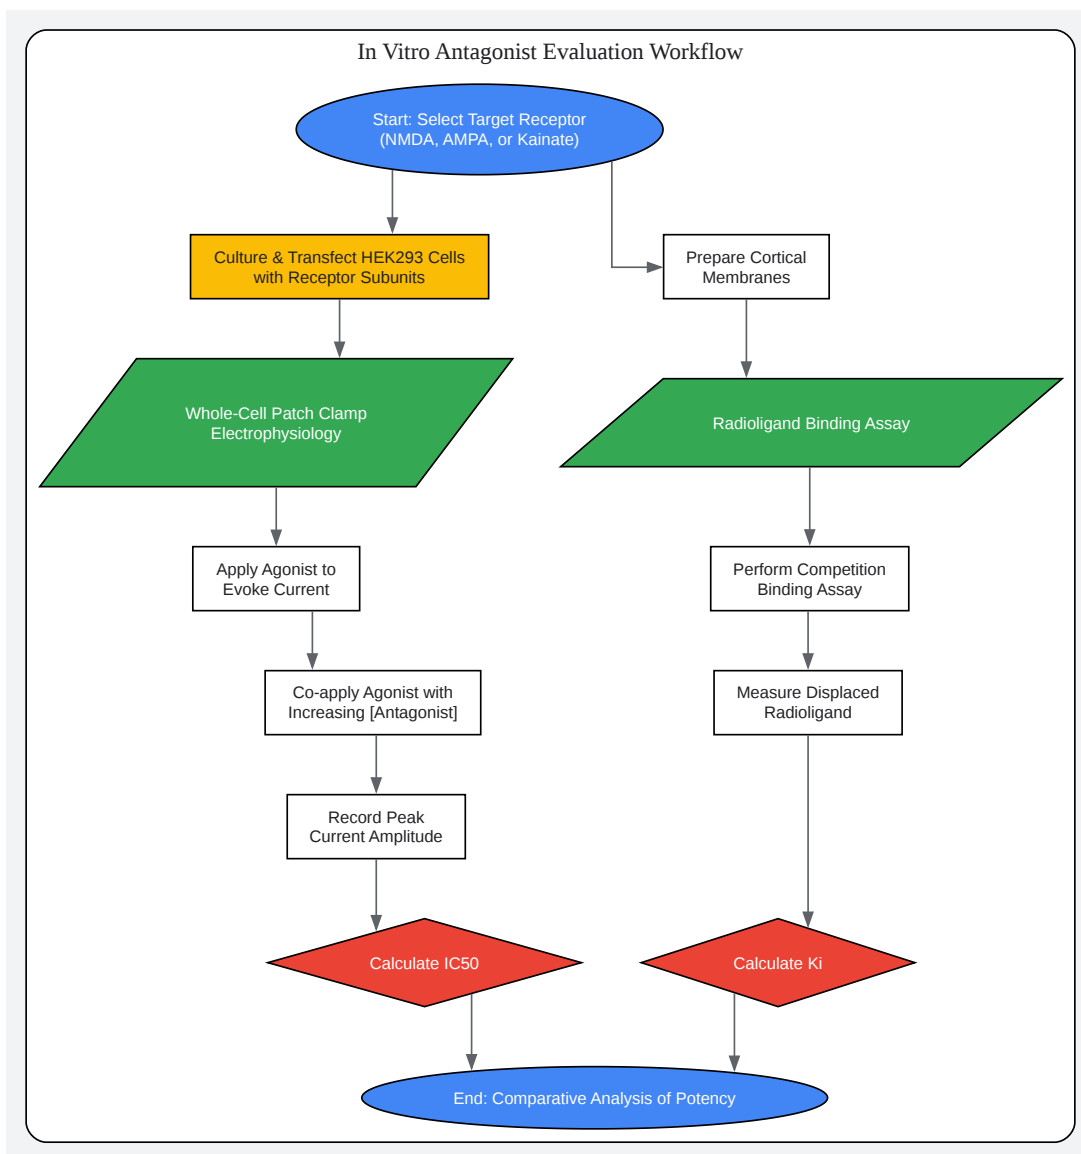 In Vitro Antagonist Evaluation Workflow
Start: Select Target Receptor
(NMDA, AMPA, or Kainate)
Culture & Transfect HEK293 Cells
with Receptor Subunits
Prepare Cortical
Membranes
Whole-Cell Patch Clamp
Electrophysiology
Radioligand Binding Assay
Apply Agonist to
Evoke Current
Perform Competition
Binding Assay
Co-apply Agonist with
Increasing [Antagonist]
Measure Displaced
Radioligand
Record Peak
Current Amplitude
Calculate IC50
Calculate Ki
End: Comparative Analysis of Potency